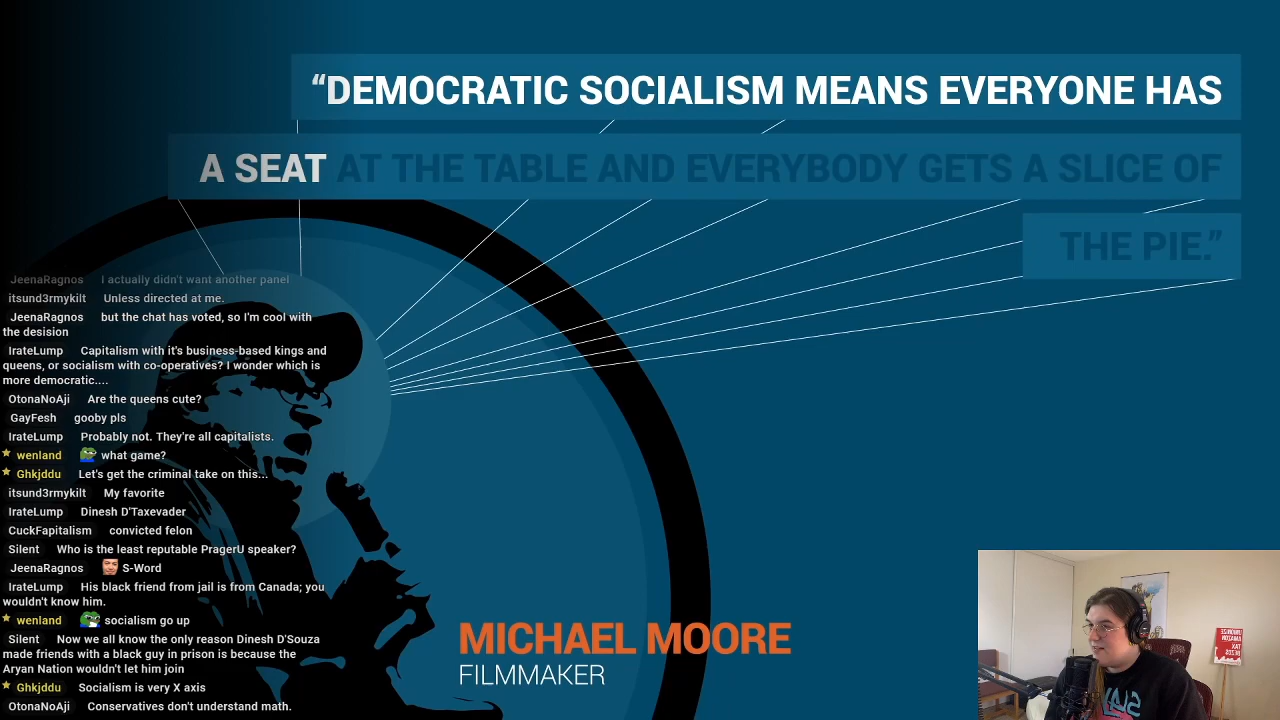 “DEMOCRATIC SOCIALISM MEANS EVERYONE HAS
A SEAT AT THE TABLE AND EVERYBODY GETS A SLICE OF
THE PIE.”
JeenaRagnos I actually didn't want another panel
itsund3rmykilt Unless directed at me.
JeenaRagnos but the chat has voted, so I'm cool with
the desision
IrateLump Capitalism with it's business-based kings and
queens, or socialism with co-operatives? I wonder which is
more democratic....
OtonaNoAji Are the queens cute?
GayFesh gooby pls
IrateLump Probably not. They're all capitalists.
wenland what game?
Ghkjddu Let's get the criminal take on this...
itsund3rmykilt My favorite
IrateLump Dinesh D'Taxevader
CuckFapitalism convicted felon
Silent Who is the least reputable PragerU speaker?
JeenaRagnos S-Word
IrateLump His black friend from jail is from Canada; you
wouldn't know him.
wenland socialism go up
Silent Now we all know the only reason Dinesh D'Souza
made friends with a black guy in prison is because the
Aryan Nation wouldn't let him join
Ghkjddu Socialism is very X axis
OtonaNoAji Conservatives don't understand math.
MICHAEL MOORE
FILMMAKER